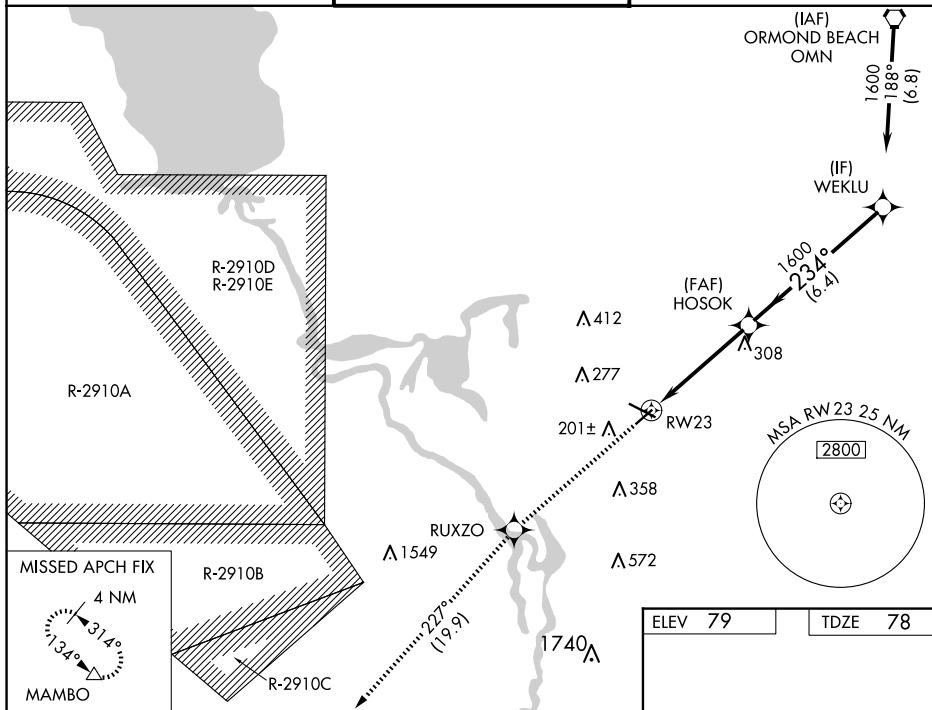 (IAF)
ORMOND BEACH
OMN
1600
188°
(6.8)
(IF)
WEKLU
1600
234°
(6.4)
(FAF)
HOSOK
R-2910D
R-2910E
412
308
277
R-2910A
RW23
201±
MSA RW 23 25 NM
2800
358
RUXZO
1549
572
R-2910B
MISSED APCH FIX
4 NM
314°
134°
MAMBO
227°
(19.9)
1740
R-2910C
ELEV 79
TDZE 78